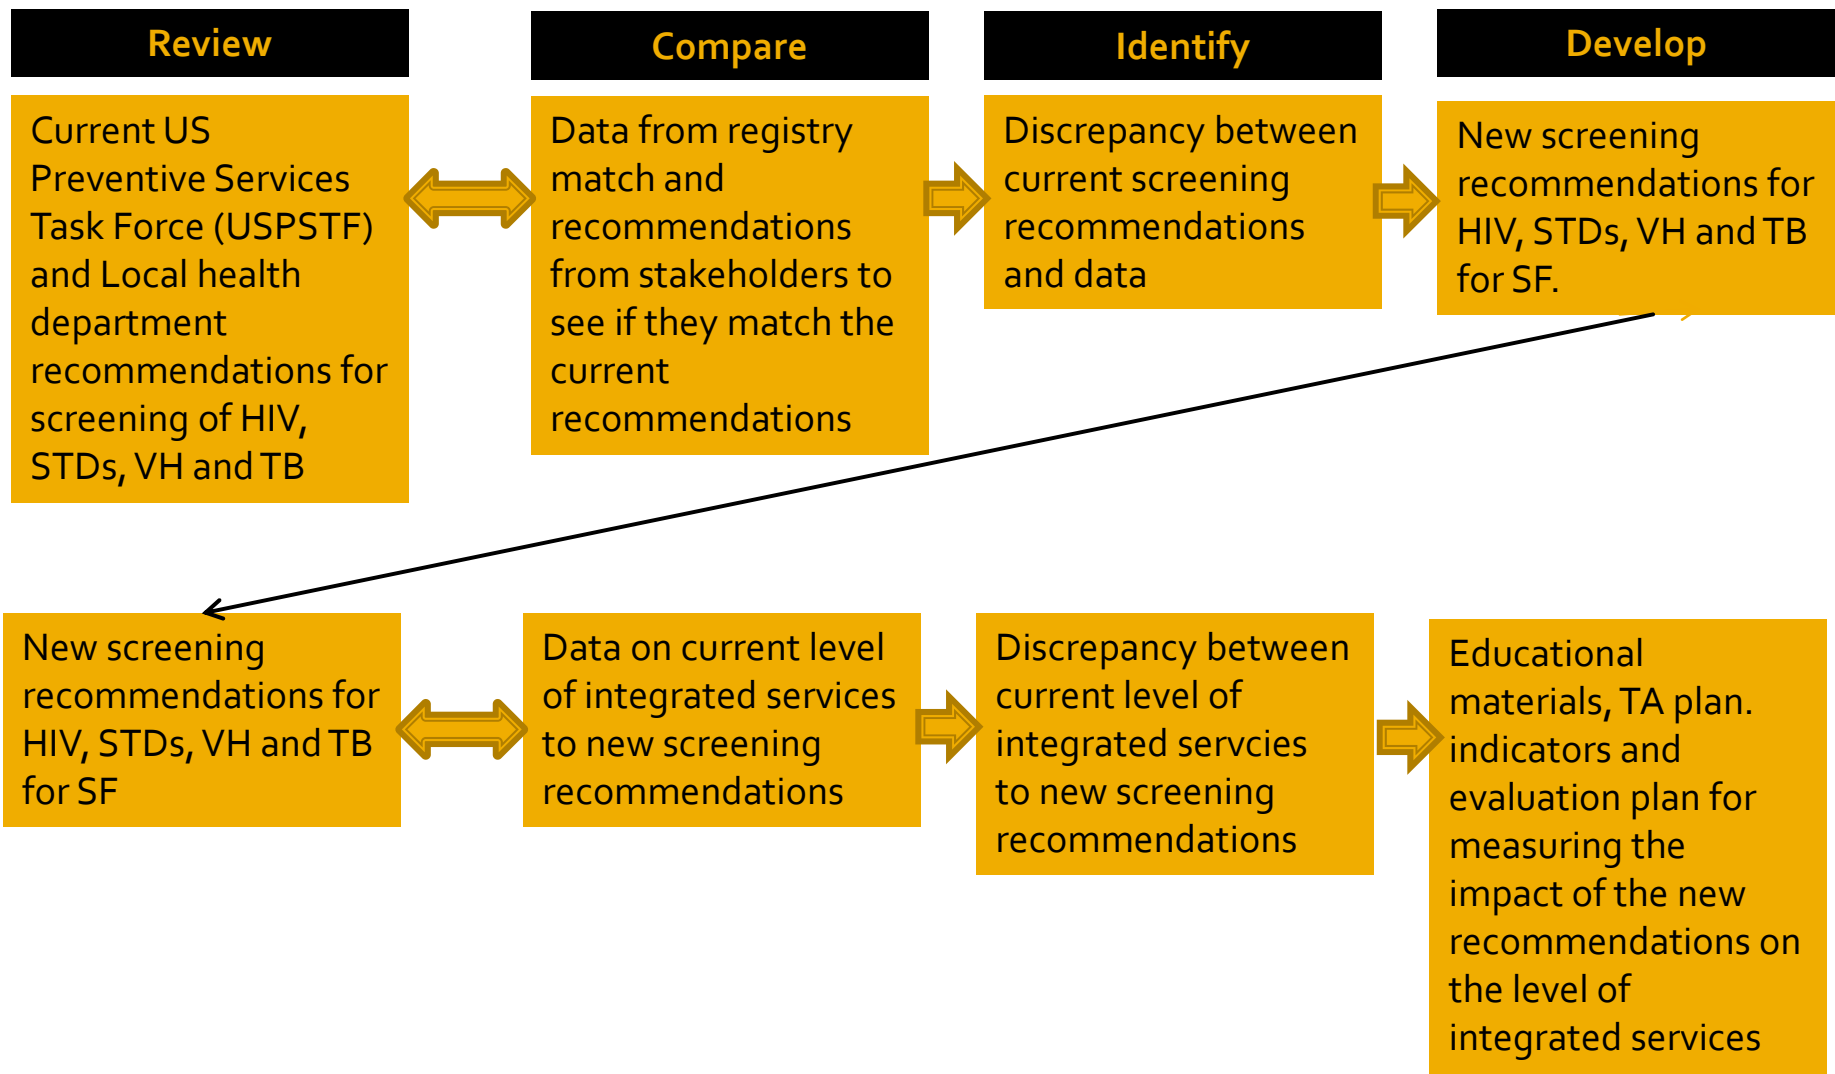 Review
Current US
Preventive Services
Task Force (USPSTF)
and Local health
department
recommendations for
screening of HIV,
STDs, VH and TB
Compare
Data from registry
match and
recommendations
from stakeholders to
see if they match the
current
recommendations
Identify
Discrepancy between
current screening
recommendations
and data
Develop
New screening
recommendations for
HIV, STDs, VH and TB
for SF.
New screening
recommendations for
HIV, STDs, VH and TB
for SF
Data on current level
of integrated services
to new screening
recommendations
Discrepancy between
current level of
integrated servcies
to new screening
recommendations
Educational
materials, TA plan.
indicators and
evaluation plan for
measuring the
impact of the new
recommendations on
the level of
integrated services